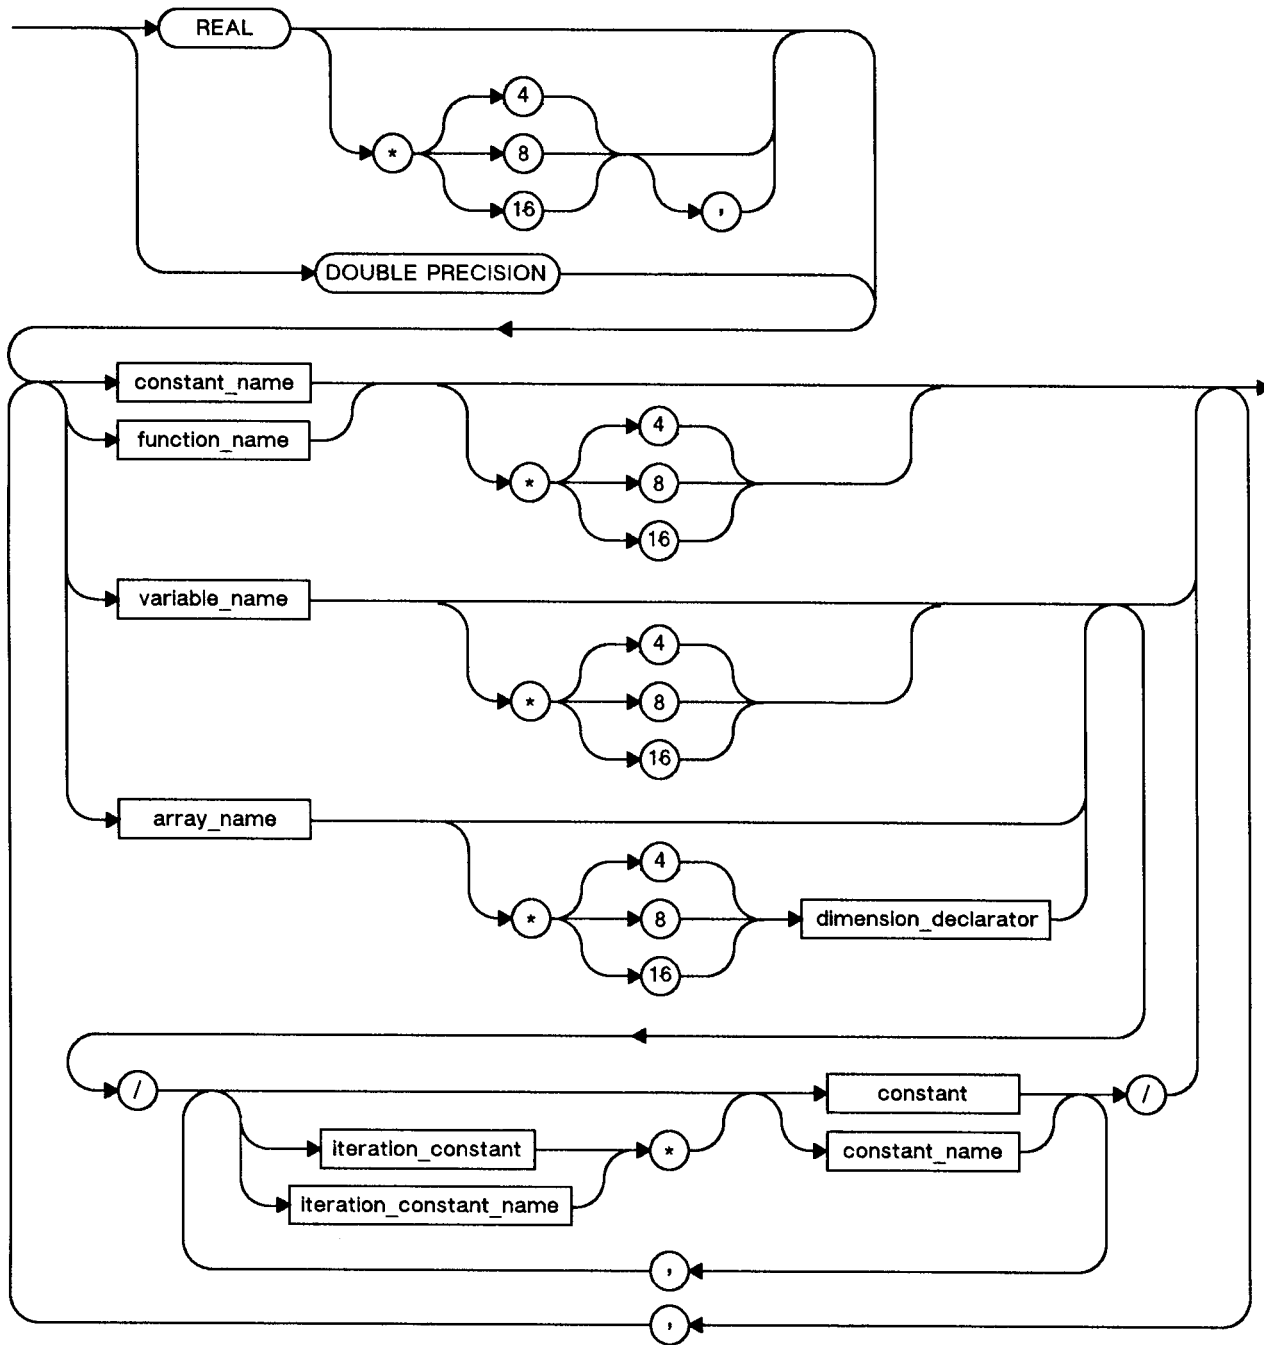 REAL
4
* 8
16 ,
DOUBLE PRECISION
constant_name
4
function_name
* 8
16
variable_name
4
* 8
16
array_name
4
* 8 dimension_declarator
16
/ constant /
iteration_constant * constant_name
iteration_constant_name
,
,